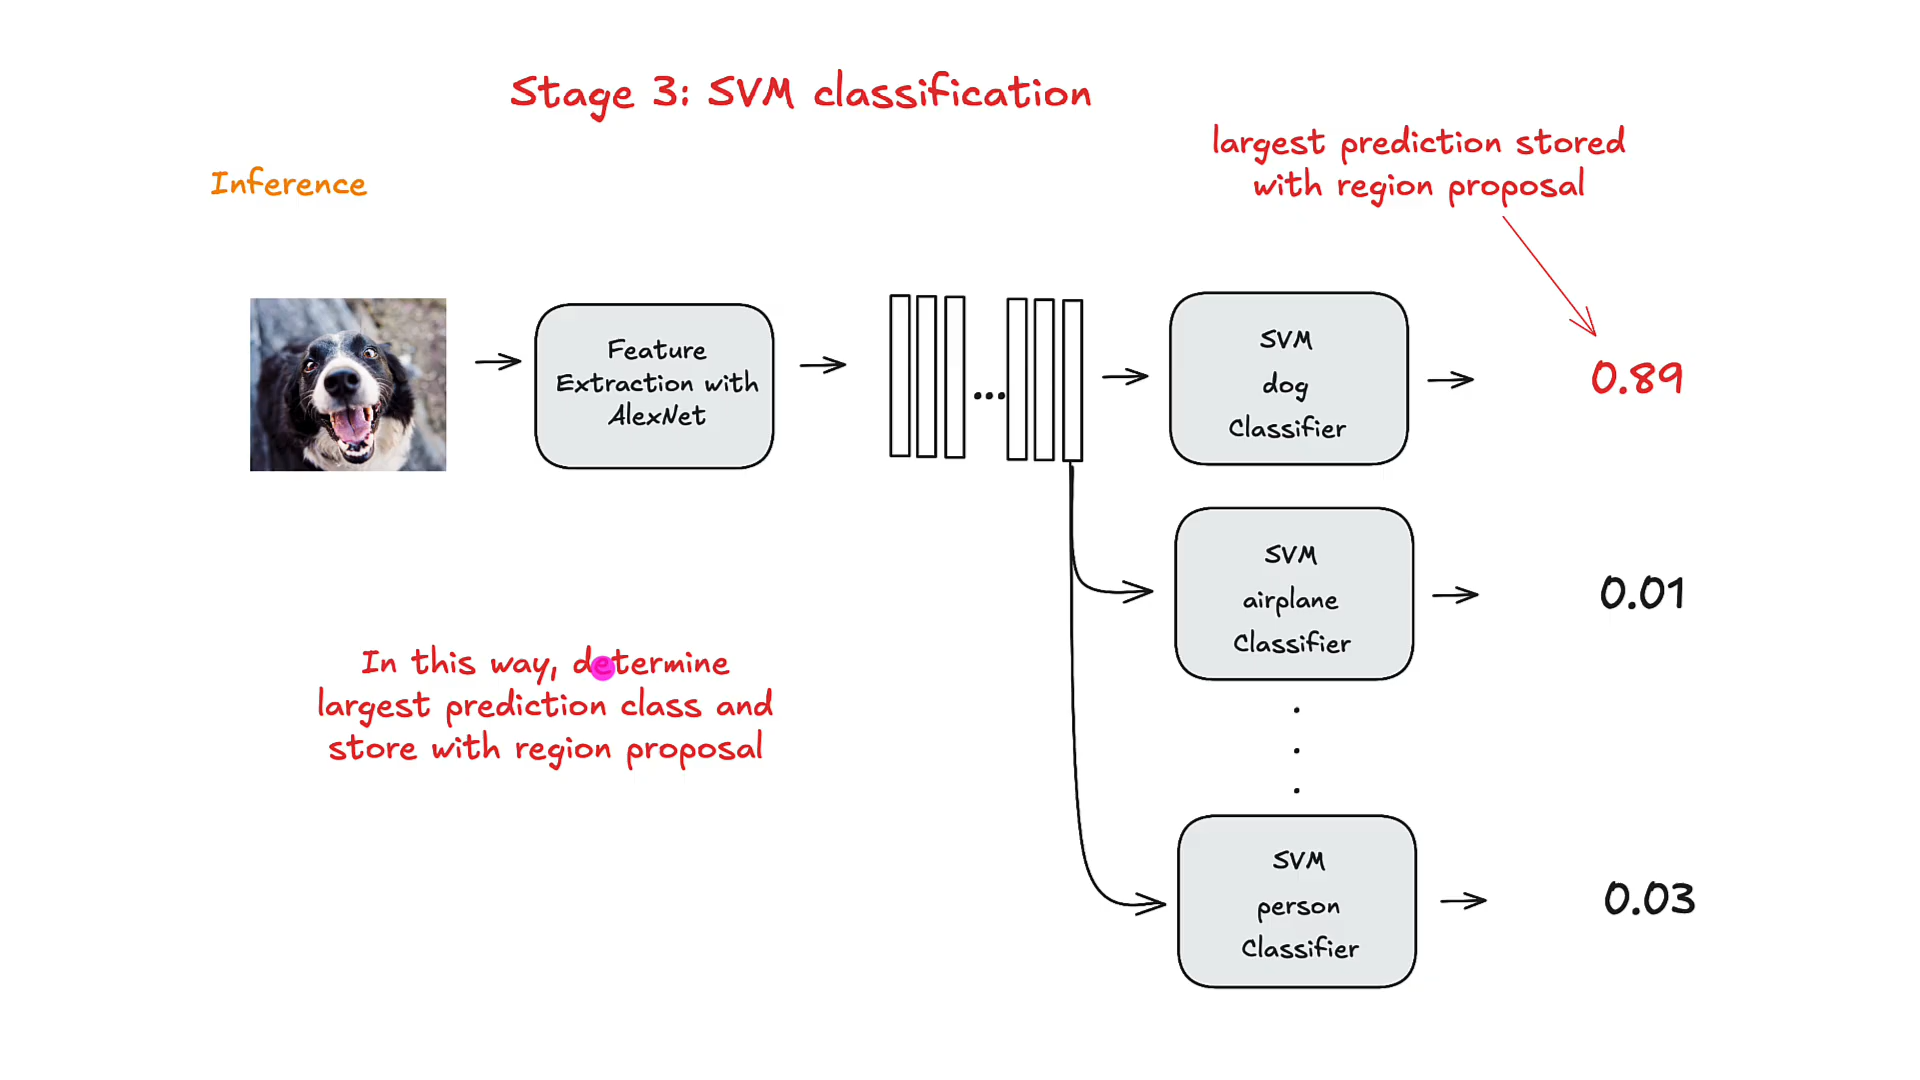 Stage 3: SVM classification
largest prediction stored
with region proposal
Inference
Feature
Extraction with
AlexNet
...
SVM
dog
Classifier
0.89
SVM
airplane
Classifier
0.01
In this way, determine
largest prediction class and
store with region proposal
.
.
.
SVM
person
Classifier
0.03